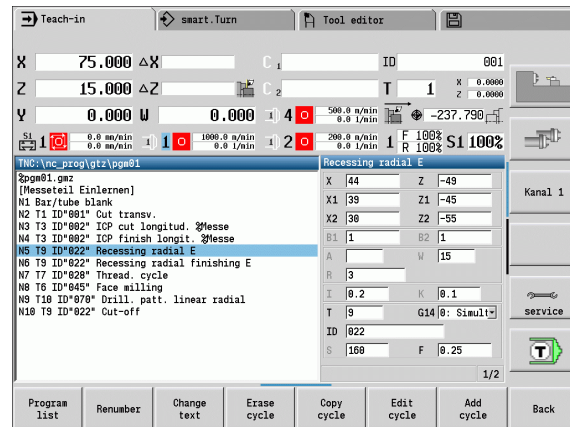 Teach-in smart.Turn Tool editor
X 75.000 △X C 1 ID 001
Z 15.000 △Z C 2 T 1 X 0.0000 Z 0.0000
Y 0.000 W 0.000 4 500.0 m/min 0.0 1/min -237.790
S1 1 0.0 mm/min 0.0 m/min 1 1000.0 m/min 0.0 1/min 2 200.0 m/min 0.0 1/min 1 F 100% R 100% S1 100%
TNC:\nc_prog\gtz\pgm01
%pgm01.gmz
[Messeteil Einlernen]
N1 Bar/tube blank
N2 T1 ID"001" Cut transv.
N3 T3 ID"002" ICP cut longitud. %Messe
N4 T3 ID"002" ICP finish longit. %Messe
N5 T9 ID"022" Recessing radial E
N6 T9 ID"022" Recessing radial finishing E
N7 T7 ID"028" Thread. cycle
N8 T6 ID"045" Face milling
N9 T10 ID"070" Drill. patt. linear radial
N10 T9 ID"022" Cut-off
Recessing radial E
X 44 Z -49
X1 39 Z1 -45
X2 30 Z2 -55
B1 1 B2 1
A W 15
R 3
I 0.2 K 0.1
T 9 G14 0: Simult
ID 022
S 160 F 0.25
1/2
Kanal 1
service
T
Program list
Renumber
Change text
Erase cycle
Copy cycle
Edit cycle
Add cycle
Back